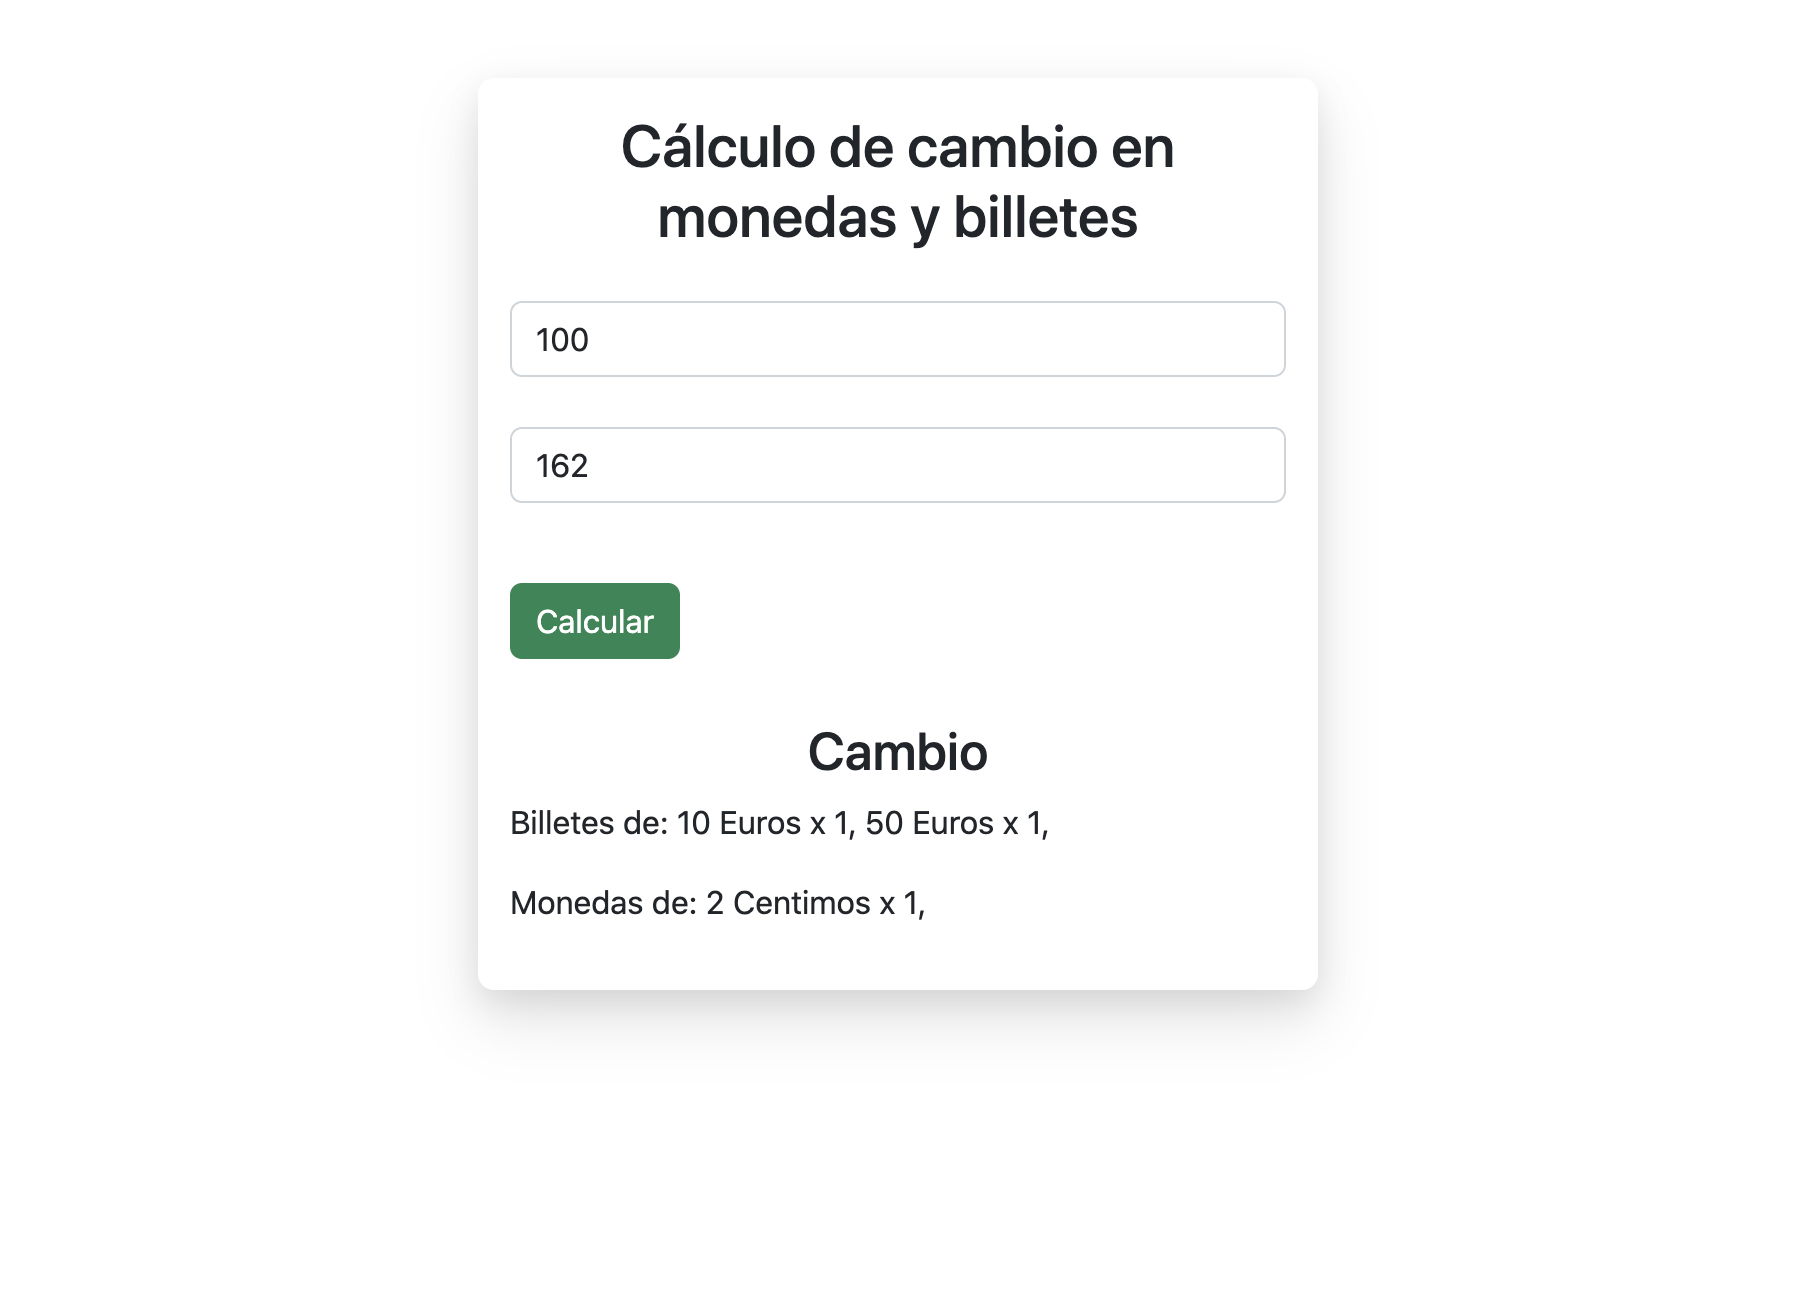 Cálculo de cambio en
monedas y billetes
100
162
Calcular
Cambio
Billetes de: 10 Euros x 1, 50 Euros x 1,
Monedas de: 2 Centimos x 1,